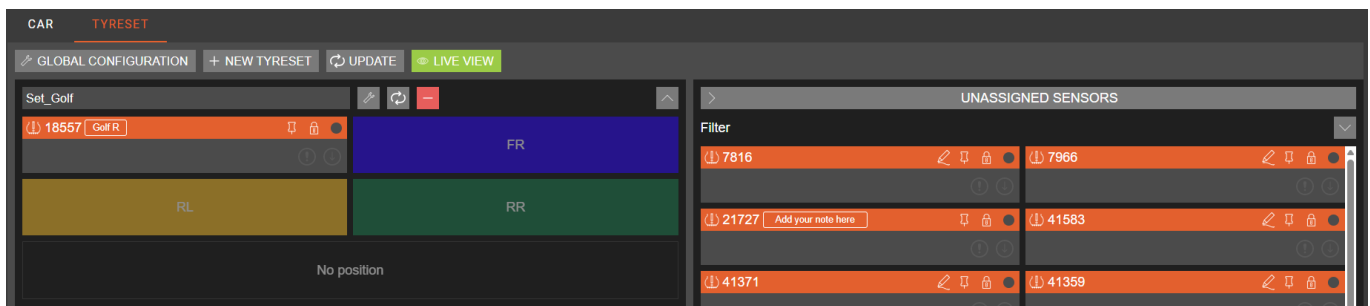 CAR TYRESET
GLOBAL CONFIGURATION + NEW TYRESET UPDATE LIVE VIEW
Set_Golf
18557 Golf R
FR
RL
RR
No position
UNASSIGNED SENSORS
Filter
7816
7966
21727 Add your note here
41583
41371
41359